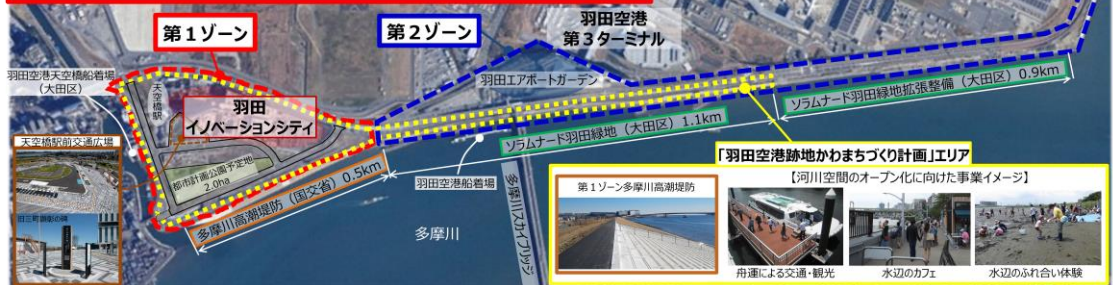 第1ゾーン
第2ゾーン
羽田空港
第3ターミナル
羽田空港天空橋船着場
(大田区)
天空橋駅
羽田
イノベーションシティ
羽田エアポートガーデン
ソラムナード羽田緑地拡張整備(大田区)0.9km
ソラムナード羽田緑地(大田区)1.1km
天空橋駅前交通広場
都市計画公園予定地
2.0ha
旧三町顕彰の碑
多摩川高潮堤防(国交省)0.5km
羽田空港船着場
多摩川
多摩川スカイブリッジ
「羽田空港跡地かわまちづくり計画」エリア
【河川空間のオープン化に向けた事業イメージ】
第1ゾーン多摩川高潮堤防
舟運による交通・観光
水辺のカフェ
水辺のふれ合い体験